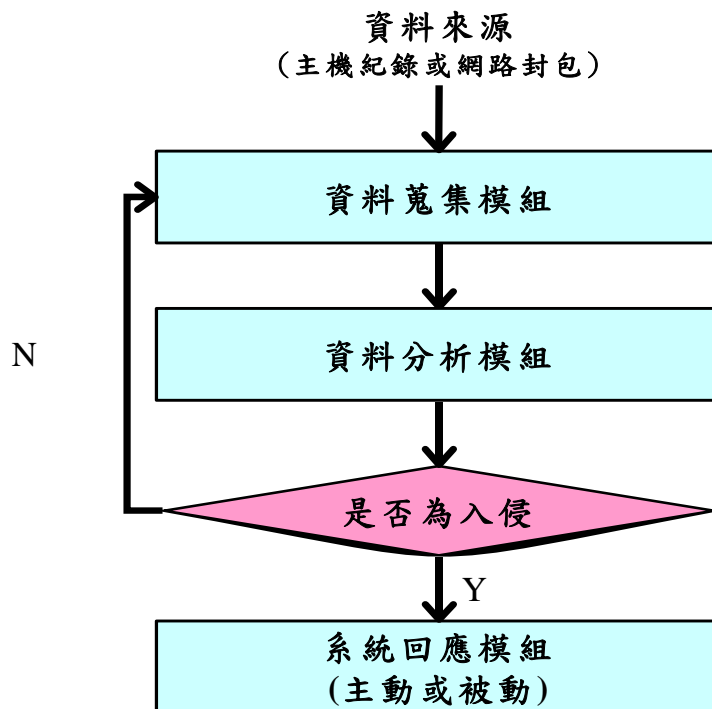 資料來源
(主機紀錄或網路封包)
資料蒐集模組
資料分析模組
N
是否為入侵
Y
系統回應模組
(主動或被動)